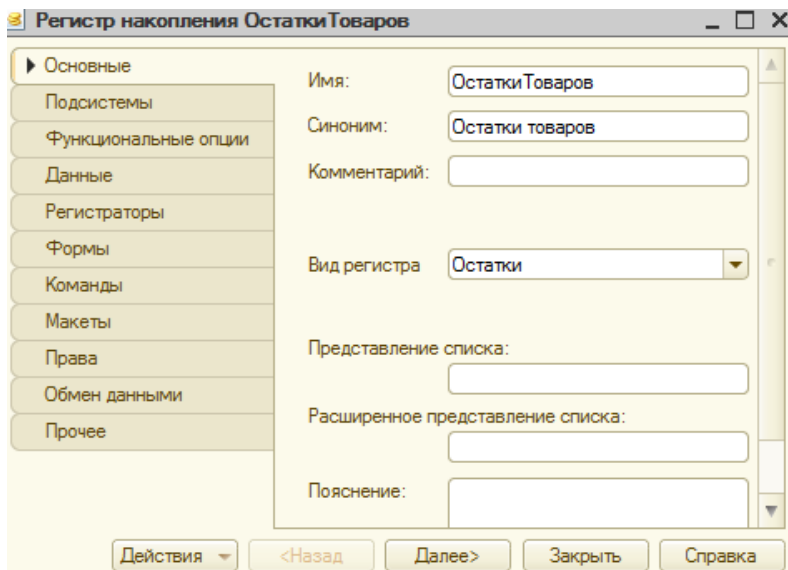 Регистр накопления ОстаткиТоваров
Основные
Подсистемы
Функциональные опции
Данные
Регистраторы
Формы
Команды
Макеты
Права
Обмен данными
Прочее
Имя: ОстаткиТоваров
Синоним: Остатки товаров
Комментарий:
Вид регистра Остатки
Представление списка:
Расширенное представление списка:
Пояснение:
Действия <Назад Далее> Закрыть Справка